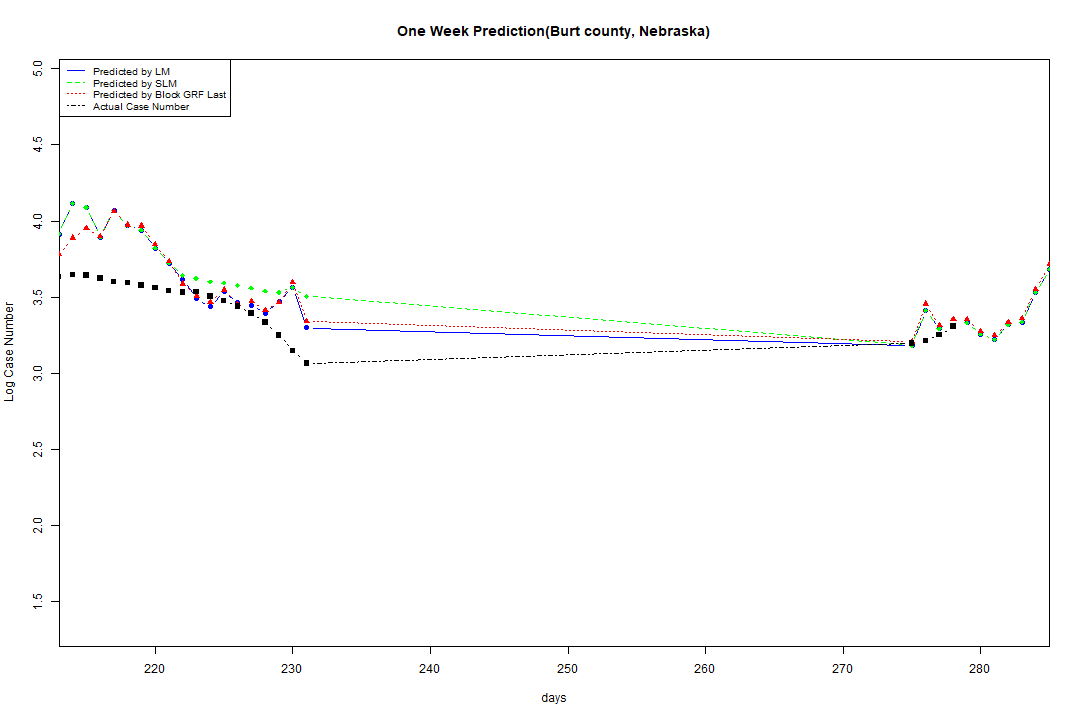 One Week Prediction(Burt county, Nebraska)
Predicted by LM
Predicted by SLM
Predicted by Block GRF Last
Actual Case Number
5.0
4.5
4.0
3.5
3.0
2.5
2.0
1.5
Log Case Number
220 230 240 250 260 270 280
days